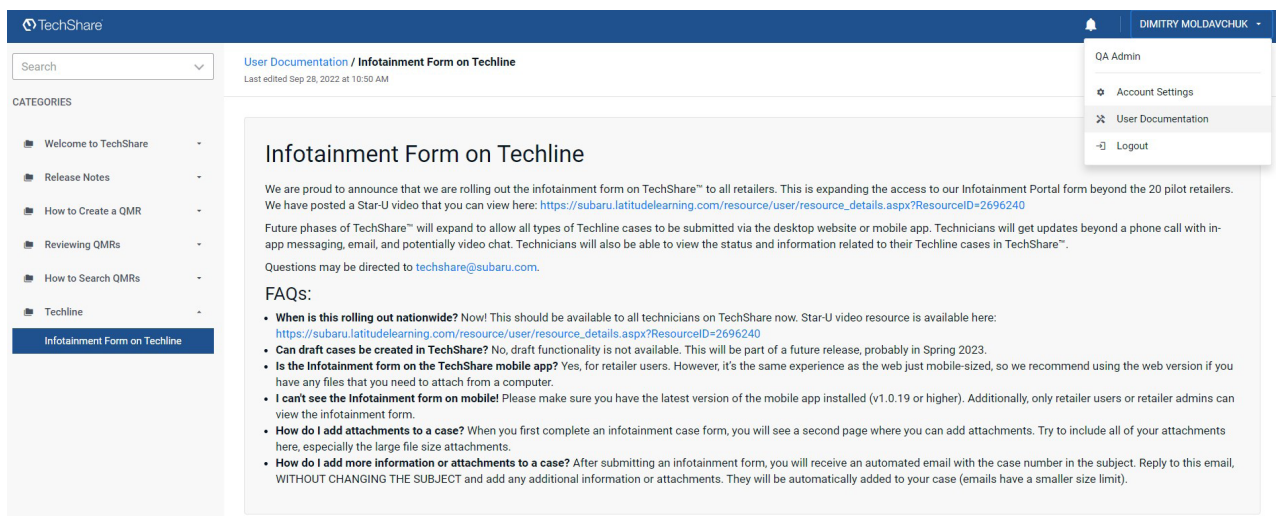 TechShare
DIMITRY MOLDAVCHUK
Search
User Documentation / Infotainment Form on Techline
Last edited Sep 28, 2022 at 10:50 AM
QA Admin
Account Settings
User Documentation
Logout
CATEGORIES
Welcome to TechShare
Release Notes
How to Create a QMR
Reviewing QMRs
How to Search QMRs
Techline
Infotainment Form on Techline
Infotainment Form on Techline
We are proud to announce that we are rolling out the infotainment form on TechShare™ to all retailers. This is expanding the access to our Infotainment Portal form beyond the 20 pilot retailers.
We have posted a Star-U video that you can view here: https://subaru.latitudelearning.com/resource/user/resource_details.aspx?ResourceID=2696240
Future phases of TechShare™ will expand to allow all types of Techline cases to be submitted via the desktop website or mobile app. Technicians will get updates beyond a phone call with in-
app messaging, email, and potentially video chat. Technicians will also be able to view the status and information related to their Techline cases in TechShare™.
Questions may be directed to techshare@subaru.com.
FAQs:
• When is this rolling out nationwide? Now! This should be available to all technicians on TechShare now. Star-U video resource is available here:
https://subaru.latitudelearning.com/resource/user/resource_details.aspx?ResourceID=2696240
• Can draft cases be created in TechShare? No, draft functionality is not available. This will be part of a future release, probably in Spring 2023.
• Is the Infotainment form on the TechShare mobile app? Yes, for retailer users. However, it's the same experience as the web just mobile-sized, so we recommend using the web version if you
have any files that you need to attach from a computer.
• I can't see the Infotainment form on mobile! Please make sure you have the latest version of the mobile app installed (v1.0.19 or higher). Additionally, only retailer users or retailer admins can
view the infotainment form.
• How do I add attachments to a case? When you first complete an infotainment case form, you will see a second page where you can add attachments. Try to include all of your attachments
here, especially the large file size attachments.
• How do I add more information or attachments to a case? After submitting an infotainment form, you will receive an automated email with the case number in the subject. Reply to this email,
WITHOUT CHANGING THE SUBJECT and add any additional information or attachments. They will be automatically added to your case (emails have a smaller size limit).